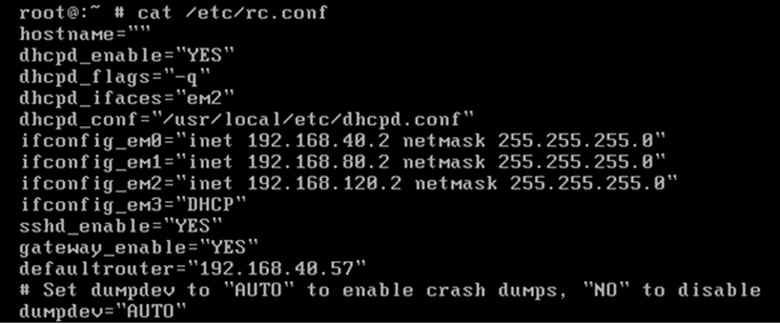 root@:~ # cat /etc/rc.conf
hostname=""
dhcpd_enable="YES"
dhcpd_flags="-q"
dhcpd_ifaces="em2"
dhcpd_conf="/usr/local/etc/dhcpd.conf"
ifconfig_em0="inet 192.168.40.2 netmask 255.255.255.0"
ifconfig_em1="inet 192.168.80.2 netmask 255.255.255.0"
ifconfig_em2="inet 192.168.120.2 netmask 255.255.255.0"
ifconfig_em3="DHCP"
sshd_enable="YES"
gateway_enable="YES"
defaultrouter="192.168.40.57"
# Set dumpdev to "AUTO" to enable crash dumps, "NO" to disable
dumpdev="AUTO"